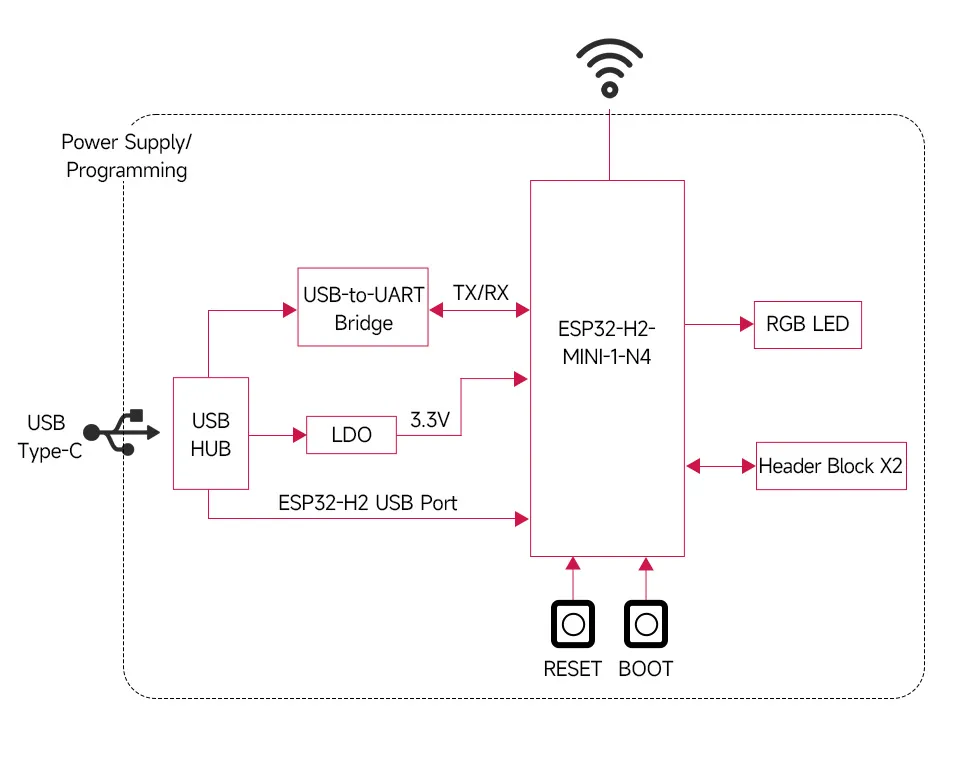 Power Supply/
Programming
USB-to-UART
Bridge
TX/RX
ESP32-H2-
MINI-1-N4
RGB LED
USB
Type-C
USB
HUB
LDO
3.3V
Header Block X2
ESP32-H2 USB Port
RESET
BOOT